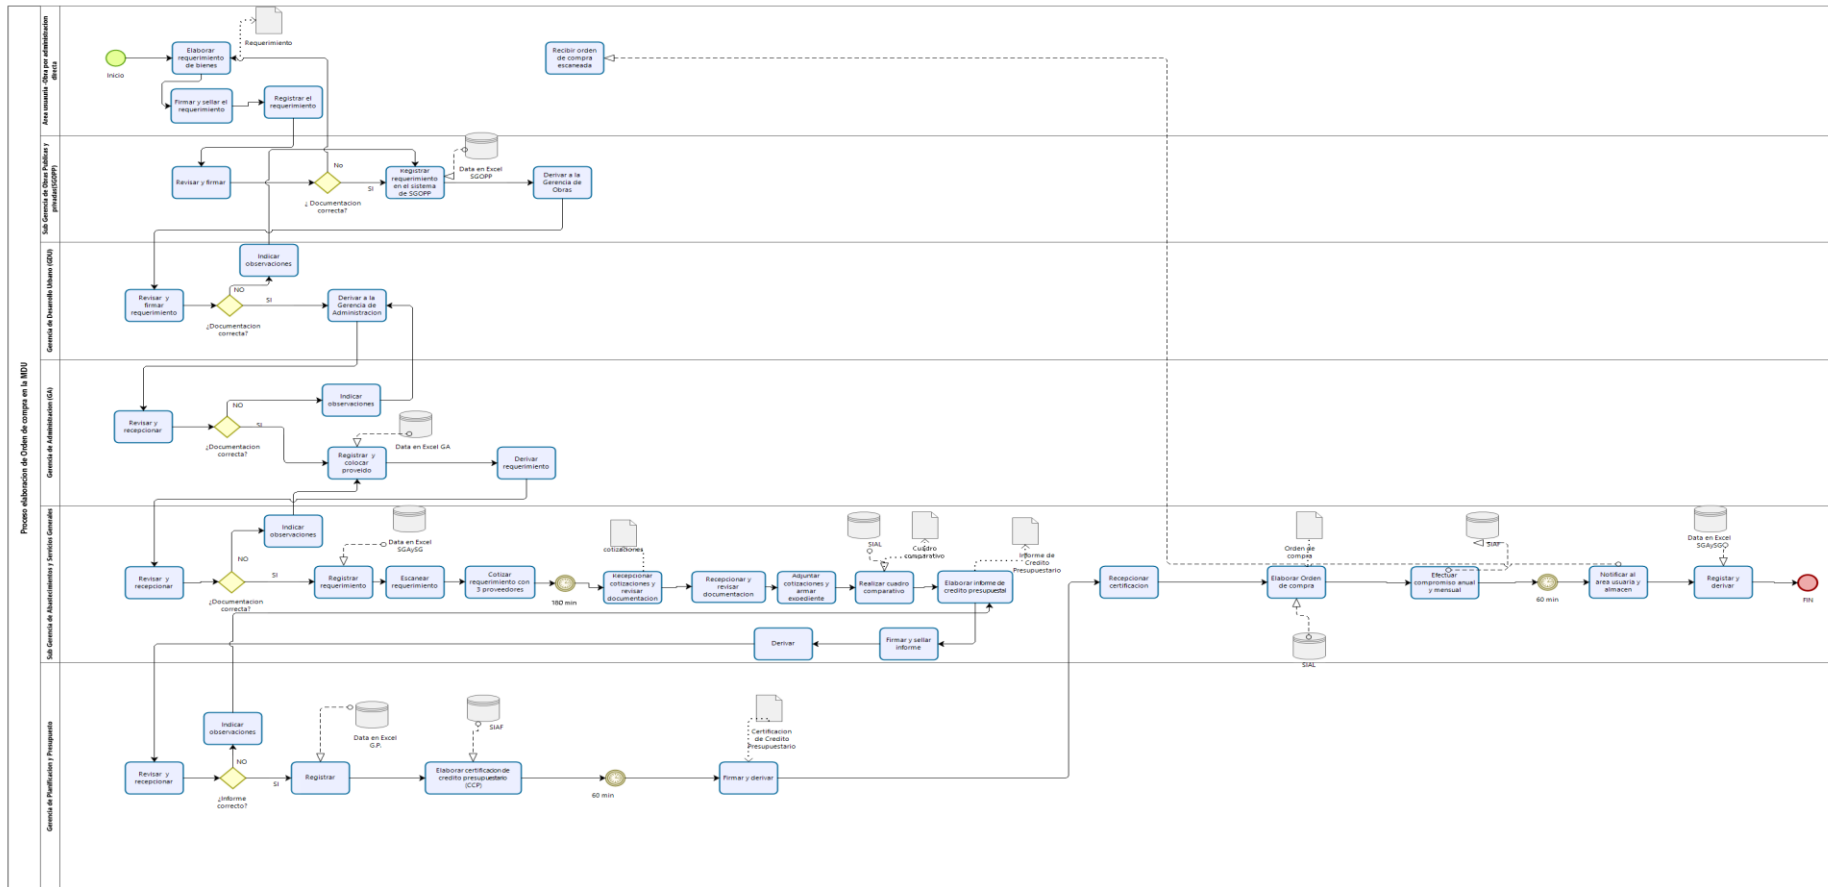 Proceso elaboracion de Orden de compra en la MDU
Area usuaria -Obra por administracion
directa
Inicio
Elaborar
requerimiento
de bienes
Requerimiento
Firmar y sellar el
requerimiento
Registrar el
requerimiento
Recibir orden
de compra
escaneada
Sub Gerencia de Obras Publicas y
privadas(SGOPP)
Revisar y firmar
No
SI
¿ Documentacion
correcta?
Registrar
requerimiento
en el sistema
de SGOPP
Data en Excel
SGOPP
Derivar a la
Gerencia de
Obras
Gerencia de Desarrollo Urbano (GDU)
Indicar
observaciones
Revisar y
firmar
requerimiento
NO
SI
¿Documentacion
correcta?
Derivar a la
Gerencia de
Administracion
Gerencia de Administracion (GA)
Revisar y
recepcionar
NO
SI
¿Documentacion
correcta?
Indicar
observaciones
Data en Excel GA
Registrar y
colocar
proveido
Derivar
requerimiento
Sub Gerencia de Abastecimientos y Servicios Generales
Indicar
observaciones
Revisar y
recepcionar
NO
SI
¿Documentacion
correcta?
Data en Excel
SGAySG
Registrar
requerimiento
Escanear
requerimiento
Cotizar
requerimiento con
3 proveedores
180 min
cotizaciones
Recepcionar
cotizaciones y
revisar
documentacion
Recepcionar y
revisar
documentacion
Adjuntar
cotizaciones y
armar
expediente
SIAL
Cuadro
comparativo
Realizar cuadro
comparativo
Informe de
Credito
Presupuestario
Elaborar informe de
credito presupuestal
Firmar y sellar
informe
Derivar
Recepcionar
certificacion
Orden de
compra
Elaborar Orden
de compra
SIAL
SIAF
Efectuar
compromiso anual
y mensual
60 min
Notificar al
area usuaria y
almacen
Data en Excel
SGAySG
Registar y
derivar
FIN
Gerencia de Planificacion y Presupuesto
Indicar
observaciones
Revisar y
recepcionar
NO
SI
¿Informe
correcto?
Data en Excel
G.P.
Registrar
SIAF
Elaborar certificacion de
credito presupuestario
(CCP)
60 min
Certificacion
de Credito
Presupuestario
Firmar y derivar